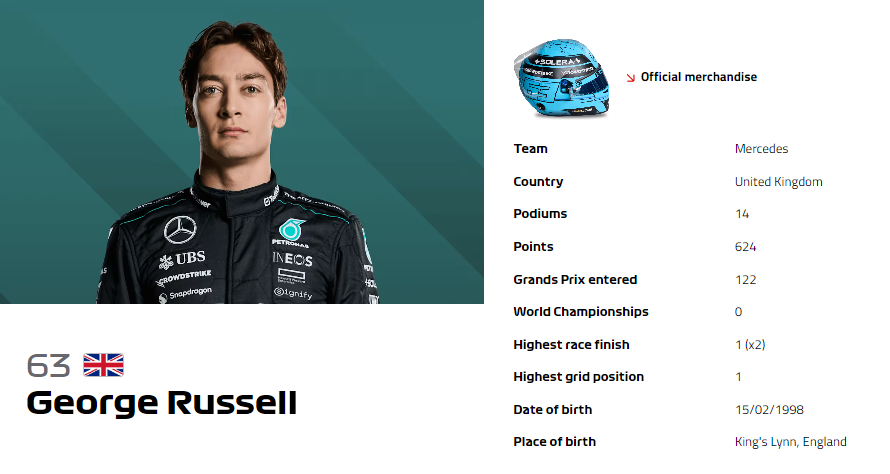 SOLERA
Official merchandise
Team Mercedes
Country United Kingdom
Podiums 14
Points 624
Grands Prix entered 122
World Championships 0
Highest race finish 1 (x2)
Highest grid position 1
Date of birth 15/02/1998
Place of birth King's Lynn, England
PETRONAS
UBS INEOS
CROWDSTRIKE
Snapdragon Signify
63
George Russell